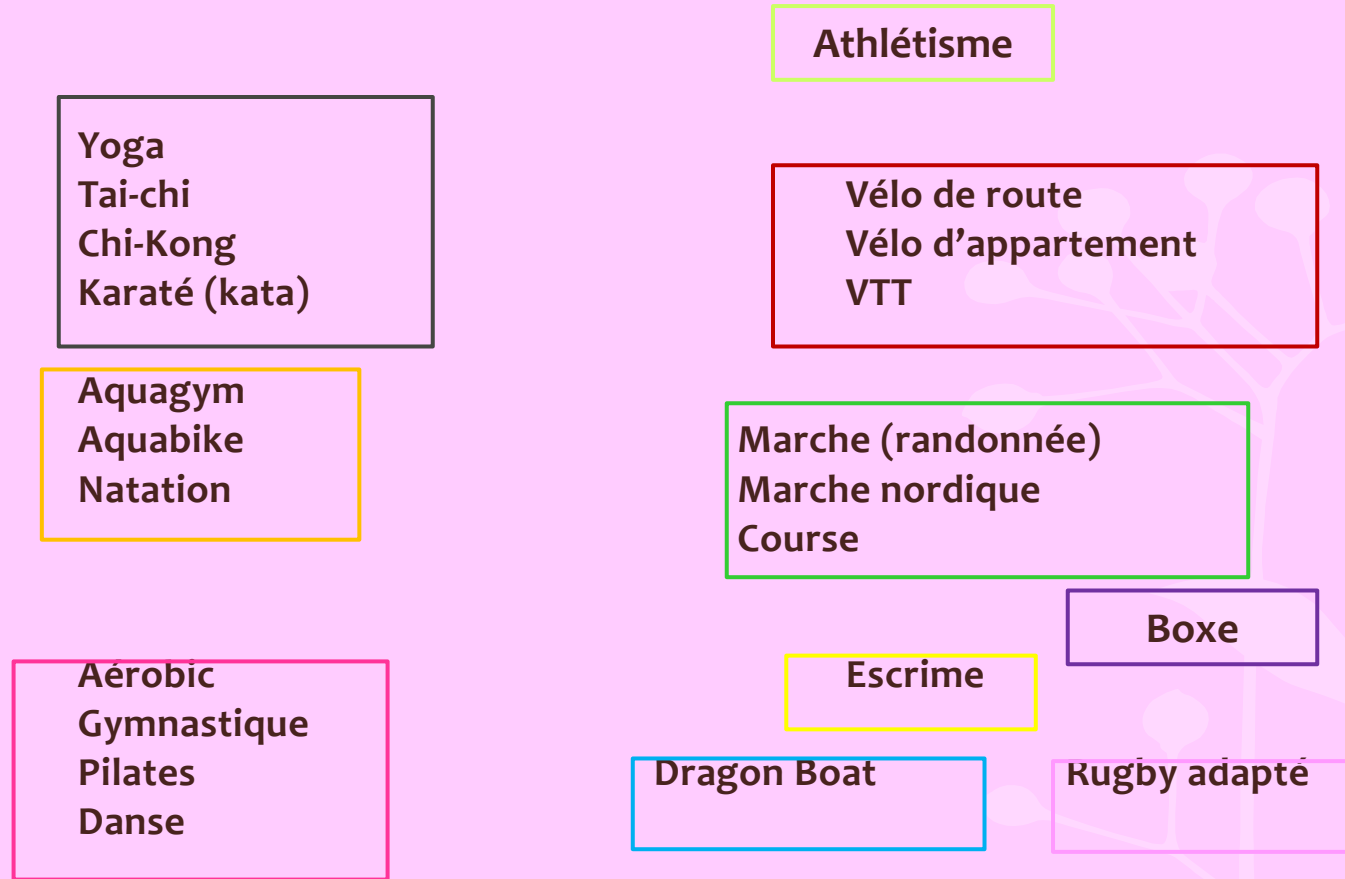 Athlétisme
Yoga
Tai-chi
Chi-Kong
Karaté (kata)
Vélo de route
Vélo d’appartement
VTT
Aquagym
Aquabike
Natation
Marche (randonnée)
Marche nordique
Course
Boxe
Aérobic
Gymnastique
Pilates
Danse
Escrime
Dragon Boat
Rugby adapté